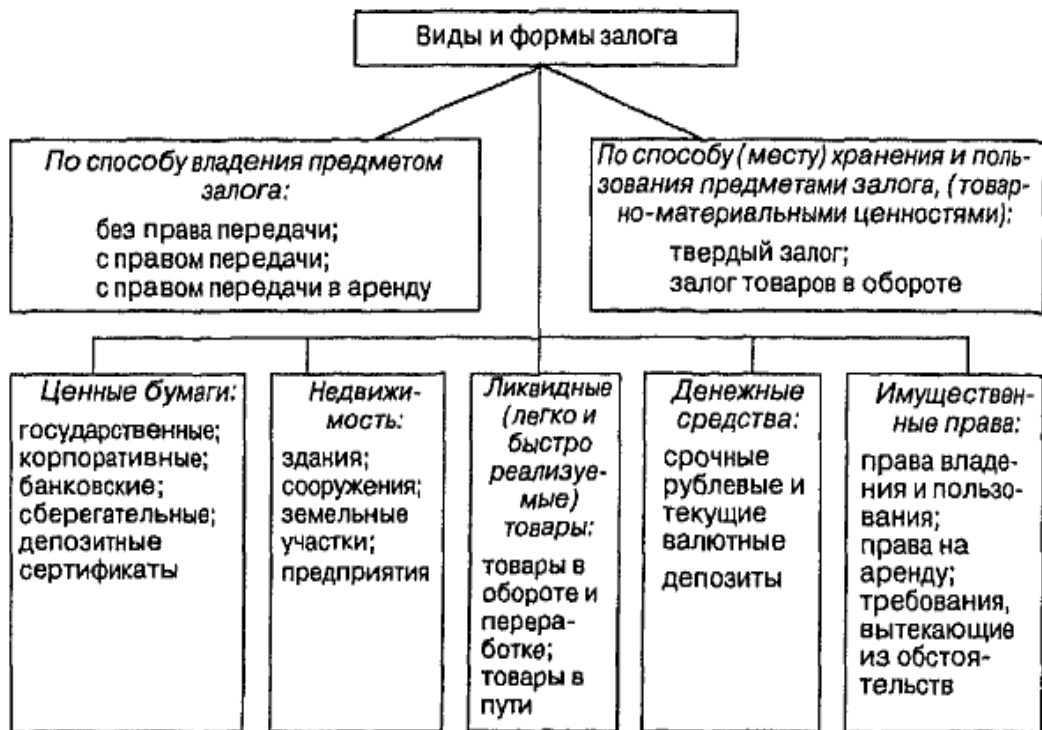 Виды и формы залога
По способу владения предметом
залога:
без права передачи;
с правом передачи;
с правом передачи в аренду
По способу (месту) хранения и поль-
зования предметами залога, (товар-
но-материальными ценностями):
твердый залог;
залог товаров в обороте
Ценные бумаги:
государственные;
корпоративные;
банковские;
сберегательные;
депозитные
сертификаты
Недвижи-
мость:
здания;
сооружения;
земельные
участки;
предприятия
Ликвидные
(легко и
быстро
реализуе-
мые)
товары:
товары в
обороте и
перера-
ботке;
товары в
пути
Денежные
средства:
срочные
рублевые и
текущие
валютные
депозиты
Имуществен-
ные права:
права владе-
ния и пользо-
вания;
права на
аренду;
требования,
вытекающие
из обстоя-
тельств